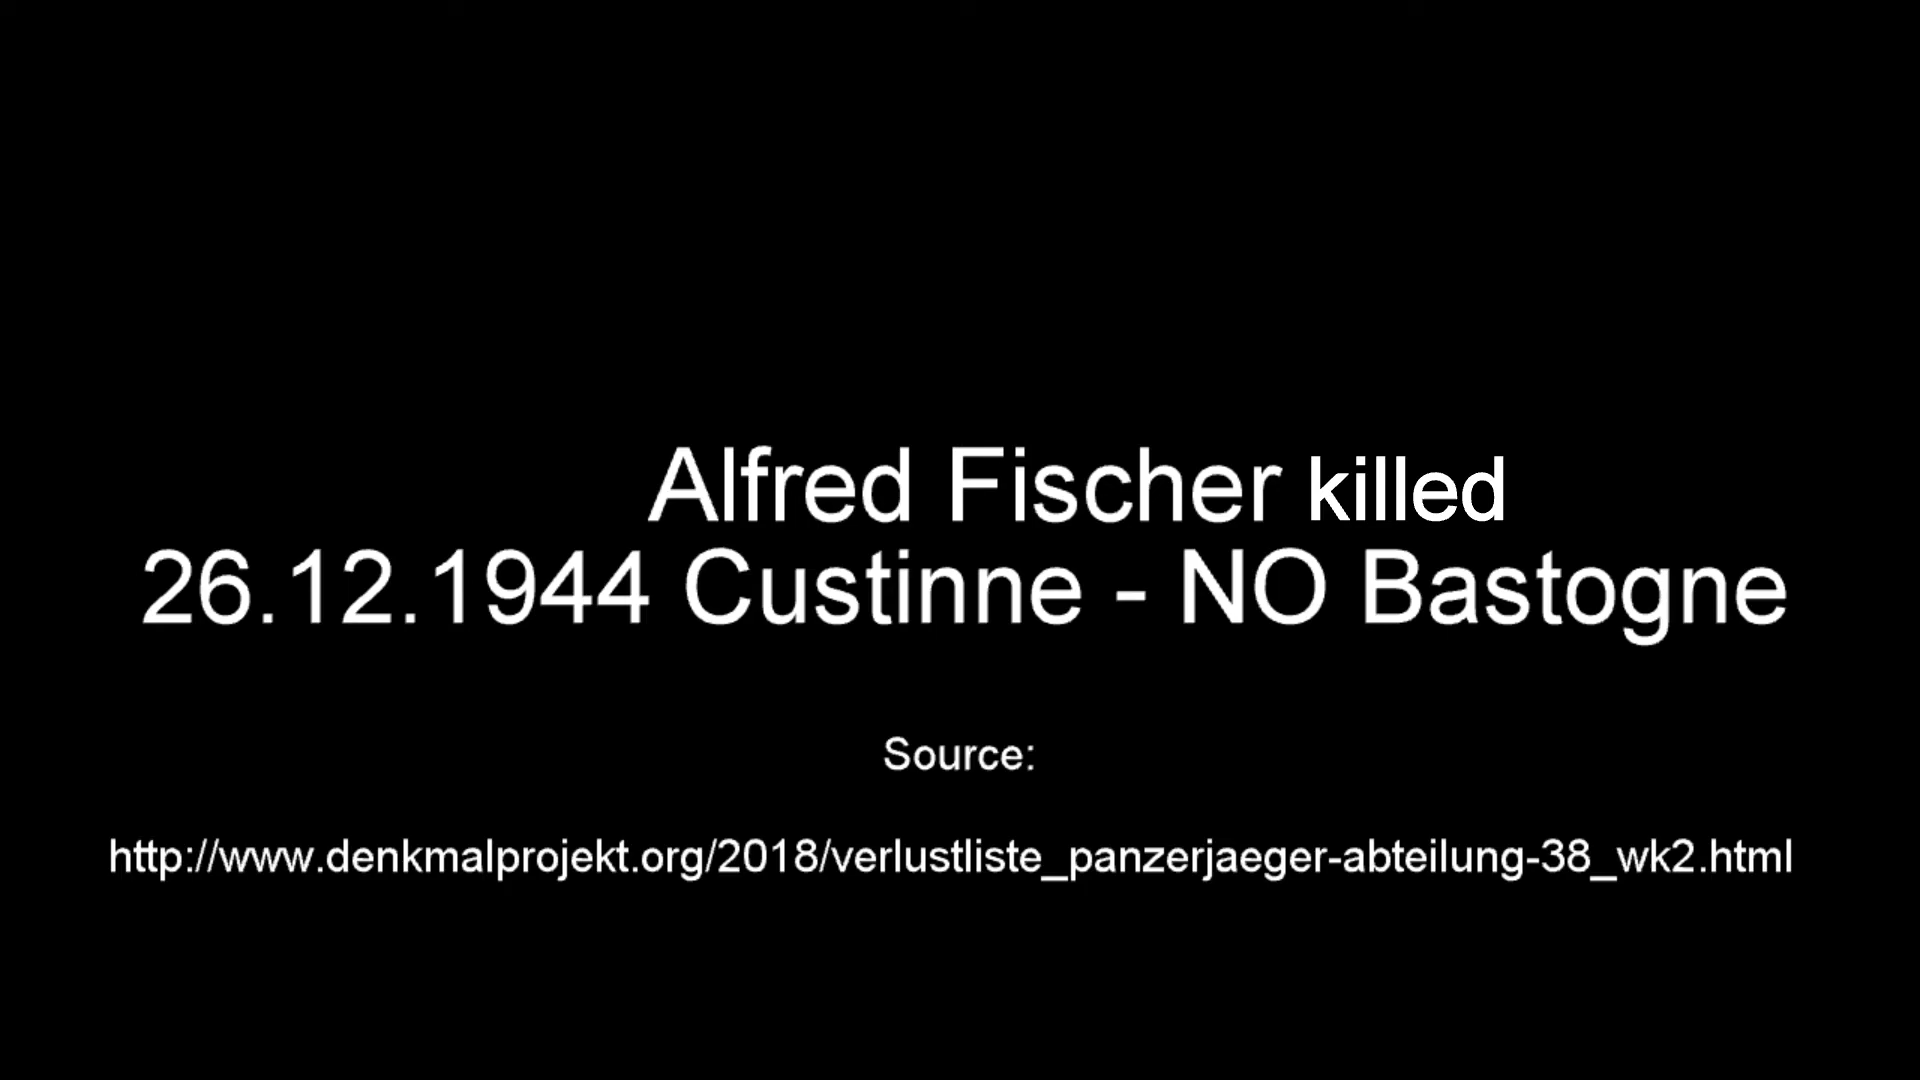 Alfred Fischer killed
26.12.1944 Custinne - NO Bastogne
Source:
http://www.denkmalprojekt.org/2018/verlustliste_panzerjaeger-abteilung-38_wk2.html